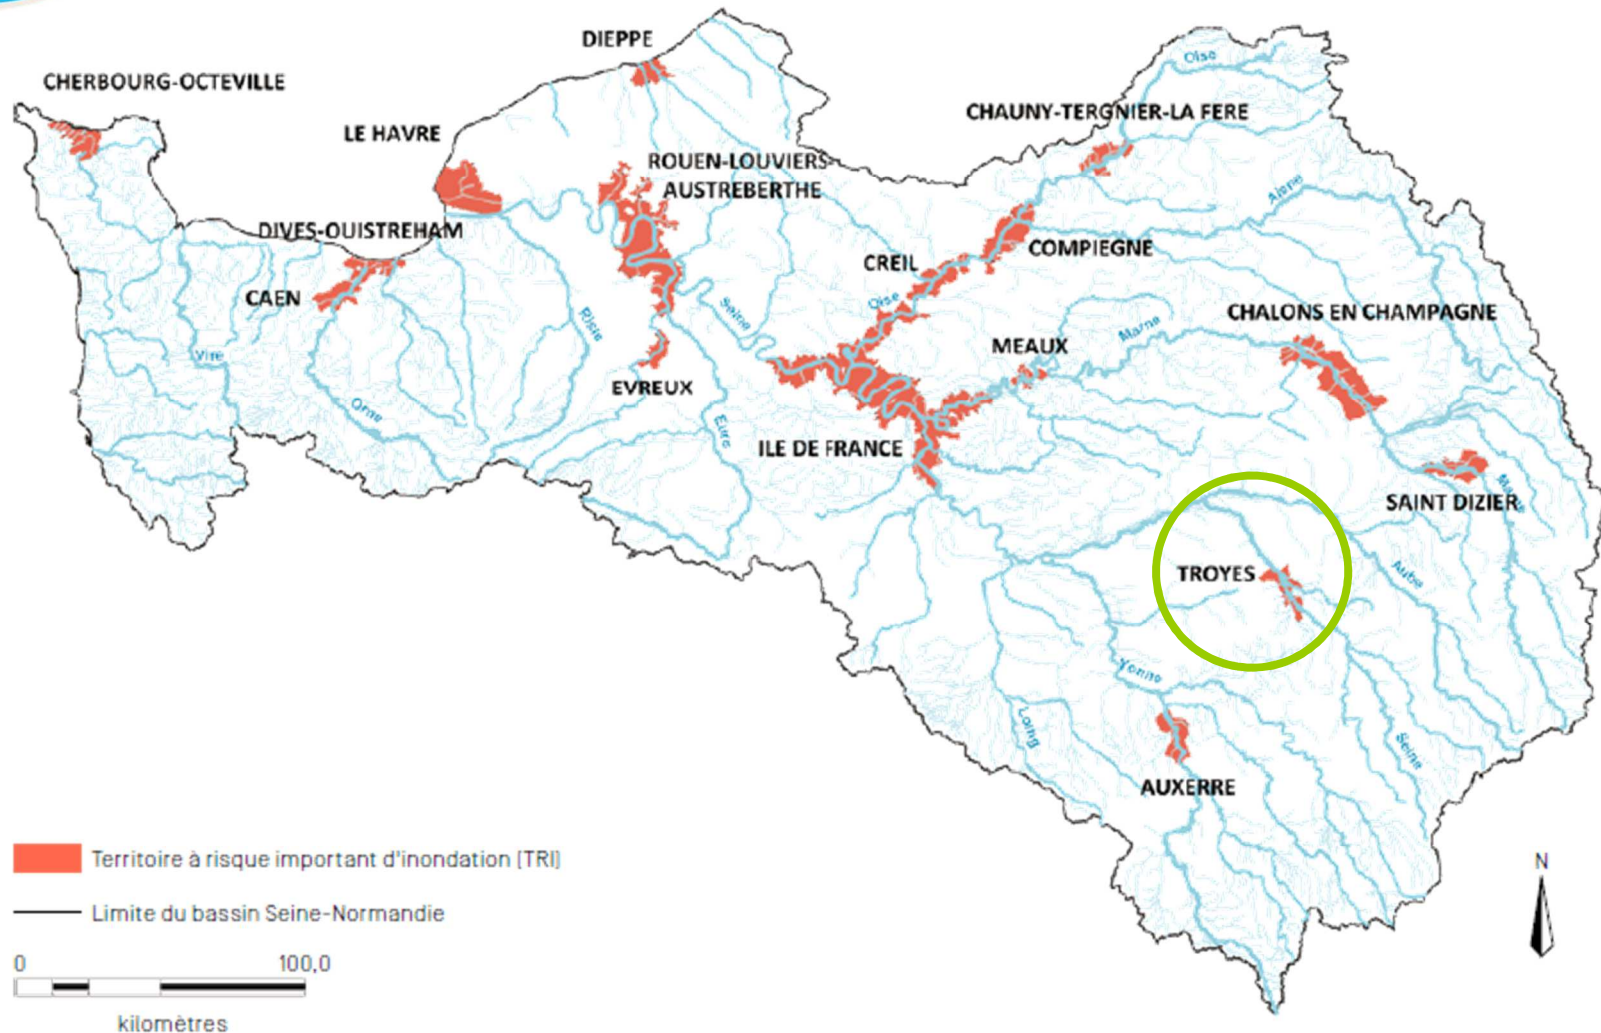 DIEPPE
CHERBOURG-OCTEVILLE
Oise
CHAUNY-TERGNIER-LA FERE
LE HAVRE
ROUEN-LOUVIERS
AUSTREBERTHE
Aisne
DIVES-OUISTREHAM
COMPIEGNE
CREIL
CAEN
Oise
Seine
CHALONS EN CHAMPAGNE
Risle
Marne
MEAUX
Vire
EVREUX
Orne
Eure
ILE DE FRANCE
Marne
SAINT DIZIER
TROYES
Aube
Yonne
Loing
Seine
AUXERRE
Territoire à risque important d'inondation (TRI)
N
Limite du bassin Seine-Normandie
0 100,0
kilomètres